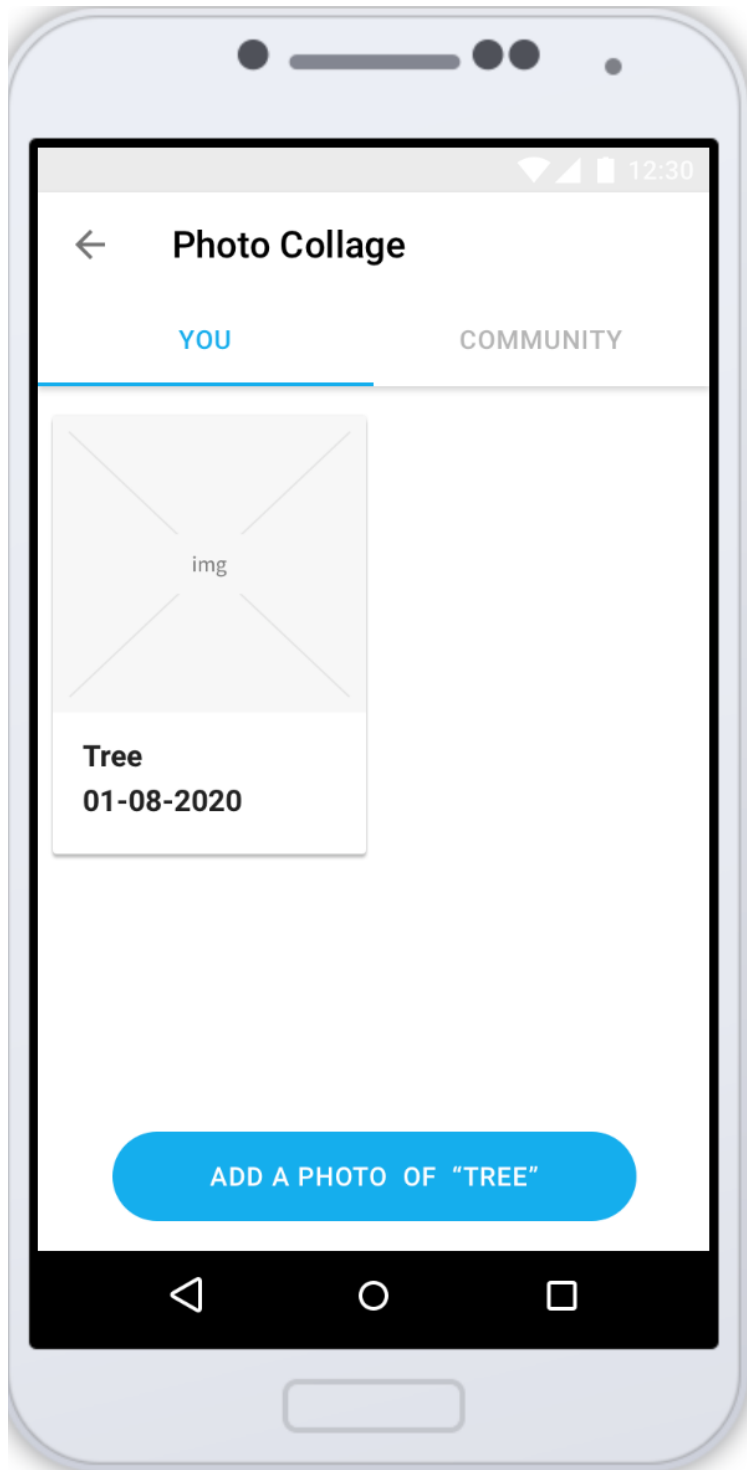 12:30
Photo Collage
YOU COMMUNITY
img
Tree
01-08-2020
ADD A PHOTO OF “TREE”